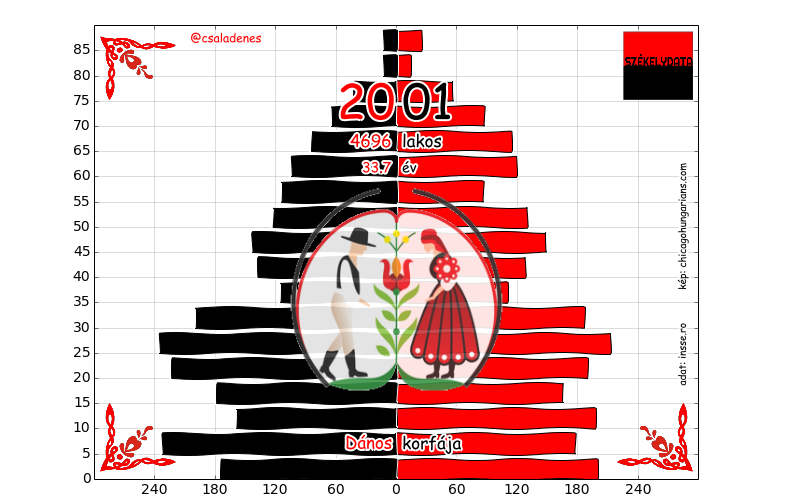 @csaladenes
SZÉKELYDATA
2001
4696 lakos
33.7 év
kép: chicagohungarians.com
adat: insse.ro
Dános korfája
85
80
75
70
65
60
55
50
45
40
35
30
25
20
15
10
5
0
240 180 120 60 0 60 120 180 240